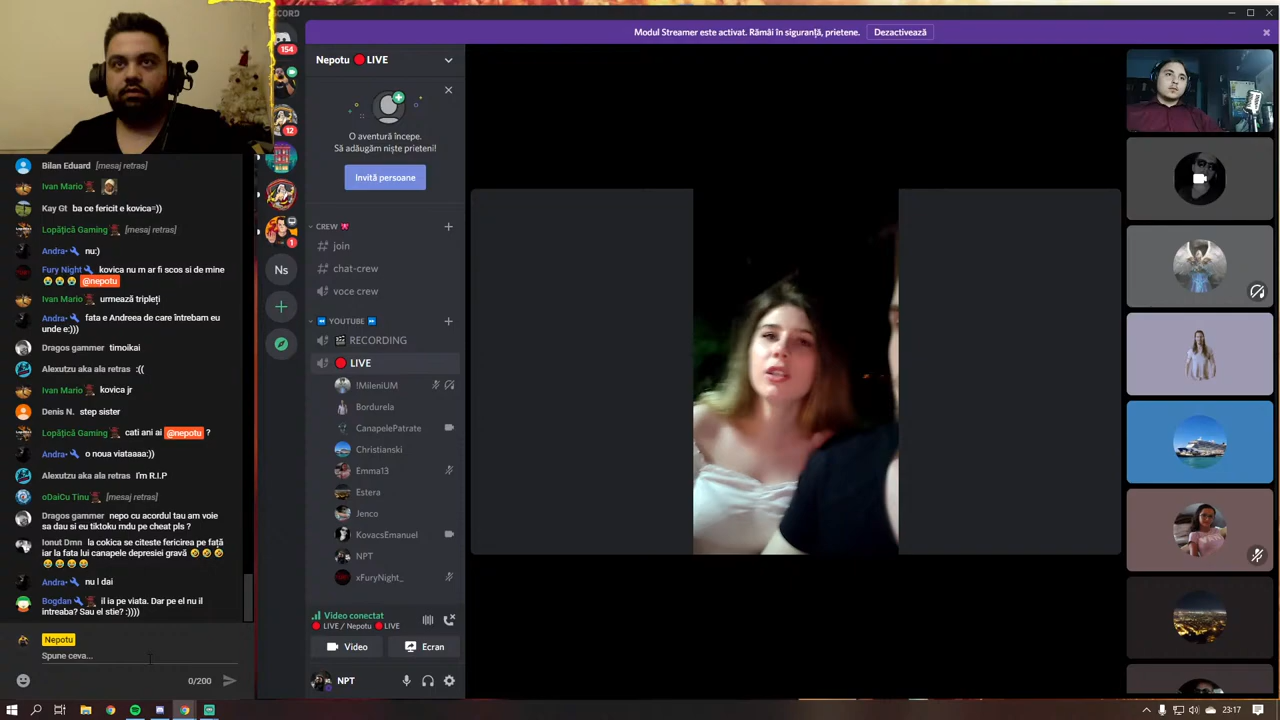 ISCORD
154
12
1
Ns
Modul Streamer este activat. Rămâi în siguranță, prietene.
Dezactivează
Bilan Eduard [mesaj retras]
Ivan Mario
Kay Gt ba ce fericit e kovica=))
Lopățică Gaming [mesaj retras]
Andra• nu:)
Fury Night kovica nu m ar fi scos si de mine
@nepotu
Ivan Mario urmează tripleți
Andra• fata e Andreea de care întrebam eu
unde e:)))
Dragos gammer timoikai
Alexutzu aka ala retras :((
Ivan Mario kovica jr
Denis N. step sister
Lopățică Gaming cati ani ai @nepotu ?
Andra• o noua viataaaa:))
Alexutzu aka ala retras I'm R.I.P
oDaiCu Tinu [mesaj retras]
Dragos gammer nepo cu acordul tau am voie
sa dau si eu tiktoku mdu pe cheat pls ?
Ionut Dmn la kokica se citeste fericirea pe față
iar la fata lui canapele depresiei gravă
Andra• nu l dai
Bogdan il ia pe viata. Dar pe el nu il
intreaba? Sau el stie? :))))
Nepotu
Spune ceva...
0/200
Nepotu LIVE
O aventură începe.
Să adăugăm niște prieteni!
Invită persoane
CREW
join
chat-crew
voce crew
YOUTUBE
RECORDING
LIVE
!MileniUM
Bordurela
CanapelePatrate
Christianski
Emma13
Estera
Jenco
KovacsEmanuel
NPT
xFuryNight_
Video conectat
LIVE / Nepotu LIVE
Video
Ecran
NPT
23:17